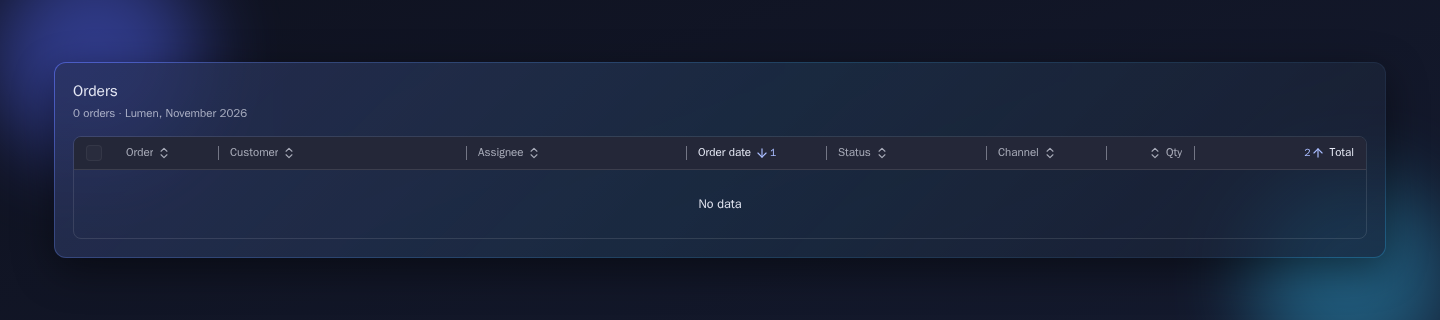 Orders
0 orders · Lumen, November 2026
Order Customer Assignee Order date 1 Status Channel Qty 2 Total
No data